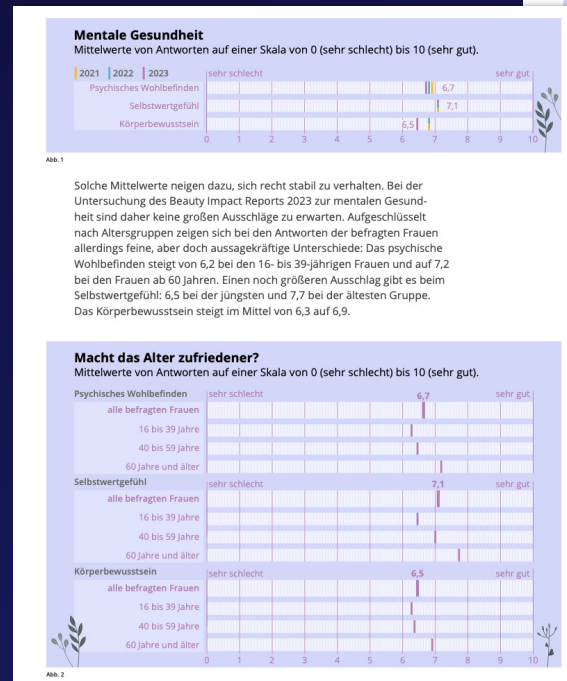 Mentale Gesundheit
Mittelwerte von Antworten auf einer Skala von 0 (sehr schlecht) bis 10 (sehr gut).
2021 2022 2023 sehr schlecht sehr gut
Psychisches Wohlbefinden 6,7
Selbstwertgefühl 7,1
Körperbewusstsein 6,5
0 1 2 3 4 5 6 7 8 9 10
Abb. 1
Solche Mittelwerte neigen dazu, sich recht stabil zu verhalten. Bei der
Untersuchung des Beauty Impact Reports 2023 zur mentalen Gesund-
heit sind daher keine großen Ausschläge zu erwarten. Aufgeschlüsselt
nach Altersgruppen zeigen sich bei den Antworten der befragten Frauen
allerdings feine, aber doch aussagekräftige Unterschiede: Das psychische
Wohlbefinden steigt von 6,2 bei den 16- bis 39-jährigen Frauen und auf 7,2
bei den Frauen ab 60 Jahren. Einen noch größeren Ausschlag gibt es beim
Selbstwertgefühl: 6,5 bei der jüngsten und 7,7 bei der ältesten Gruppe.
Das Körperbewusstsein steigt im Mittel von 6,3 auf 6,9.
Macht das Alter zufriedener?
Mittelwerte von Antworten auf einer Skala von 0 (sehr schlecht) bis 10 (sehr gut).
Psychisches Wohlbefinden sehr schlecht 6,7 sehr gut
alle befragten Frauen
16 bis 39 Jahre
40 bis 59 Jahre
60 Jahre und älter
Selbstwertgefühl sehr schlecht 7,1 sehr gut
alle befragten Frauen
16 bis 39 Jahre
40 bis 59 Jahre
60 Jahre und älter
Körperbewusstsein sehr schlecht 6,5 sehr gut
alle befragten Frauen
16 bis 39 Jahre
40 bis 59 Jahre
60 Jahre und älter
0 1 2 3 4 5 6 7 8 9 10
Abb. 2